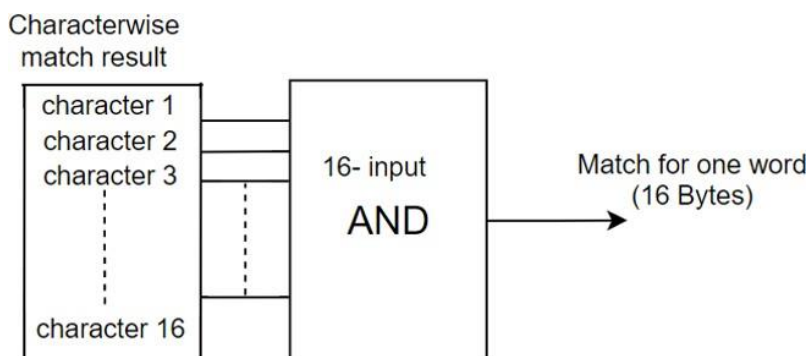 Characterwise
match result
character 1
character 2
character 3
character 16
16- input
AND
Match for one word
(16 Bytes)